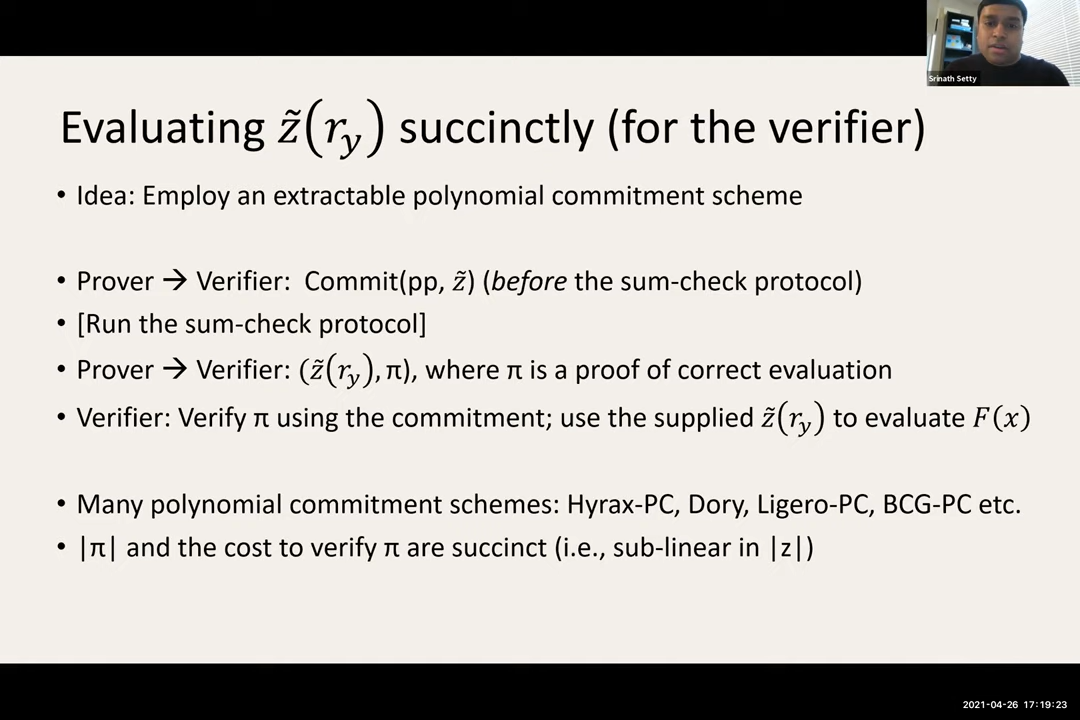 Srinath Setty
Evaluating z̃(r_y) succinctly (for the verifier)
• Idea: Employ an extractable polynomial commitment scheme
• Prover → Verifier: Commit(pp, z̃) (before the sum-check protocol)
• [Run the sum-check protocol]
• Prover → Verifier: (z̃(r_y), π), where π is a proof of correct evaluation
• Verifier: Verify π using the commitment; use the supplied z̃(r_y) to evaluate F(x)
• Many polynomial commitment schemes: Hyrax-PC, Dory, Ligero-PC, BCG-PC etc.
• |π| and the cost to verify π are succinct (i.e., sub-linear in |z|)
2021-04-26 17:19:23